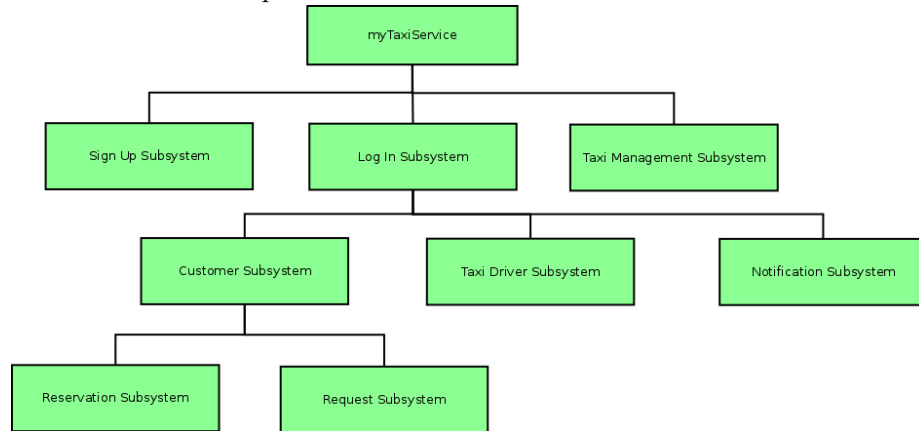 myTaxiService
Sign Up Subsystem
Log In Subsystem
Taxi Management Subsystem
Customer Subsystem
Taxi Driver Subsystem
Notification Subsystem
Reservation Subsystem
Request Subsystem